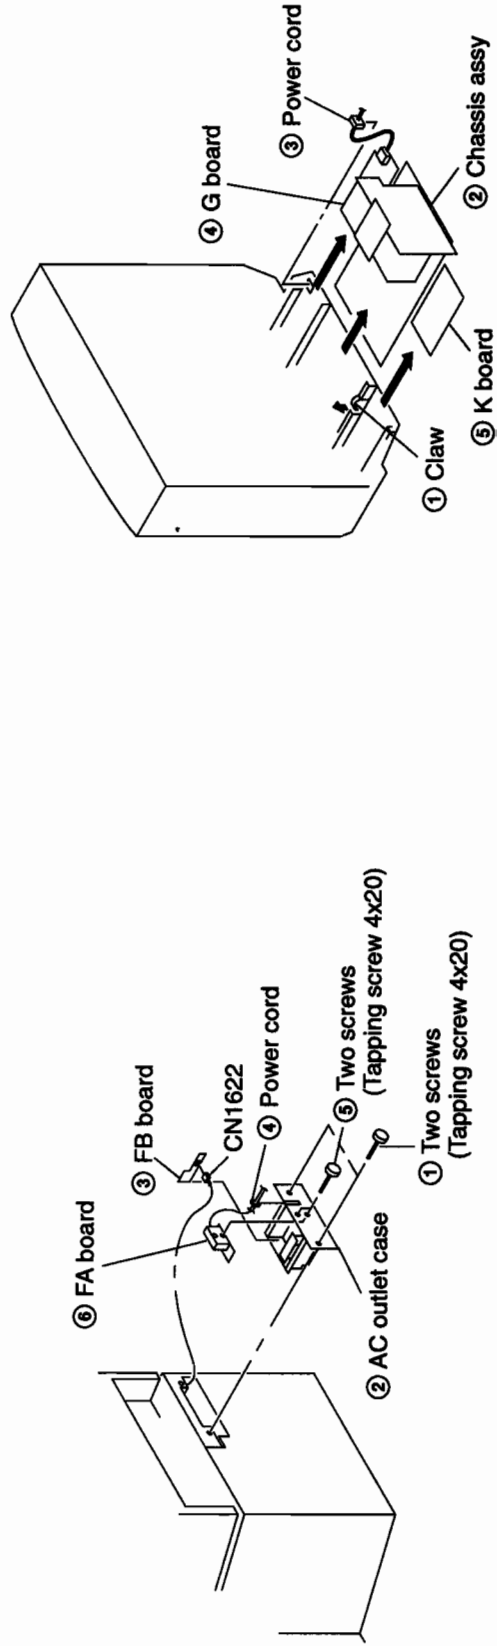 ⑥ FA board
③ FB board
CN1622
④ Power cord
⑤ Two screws
(Tapping screw 4x20)
① Two screws
(Tapping screw 4x20)
② AC outlet case
④ G board
③ Power cord
② Chassis assy
⑤ K board
① Claw